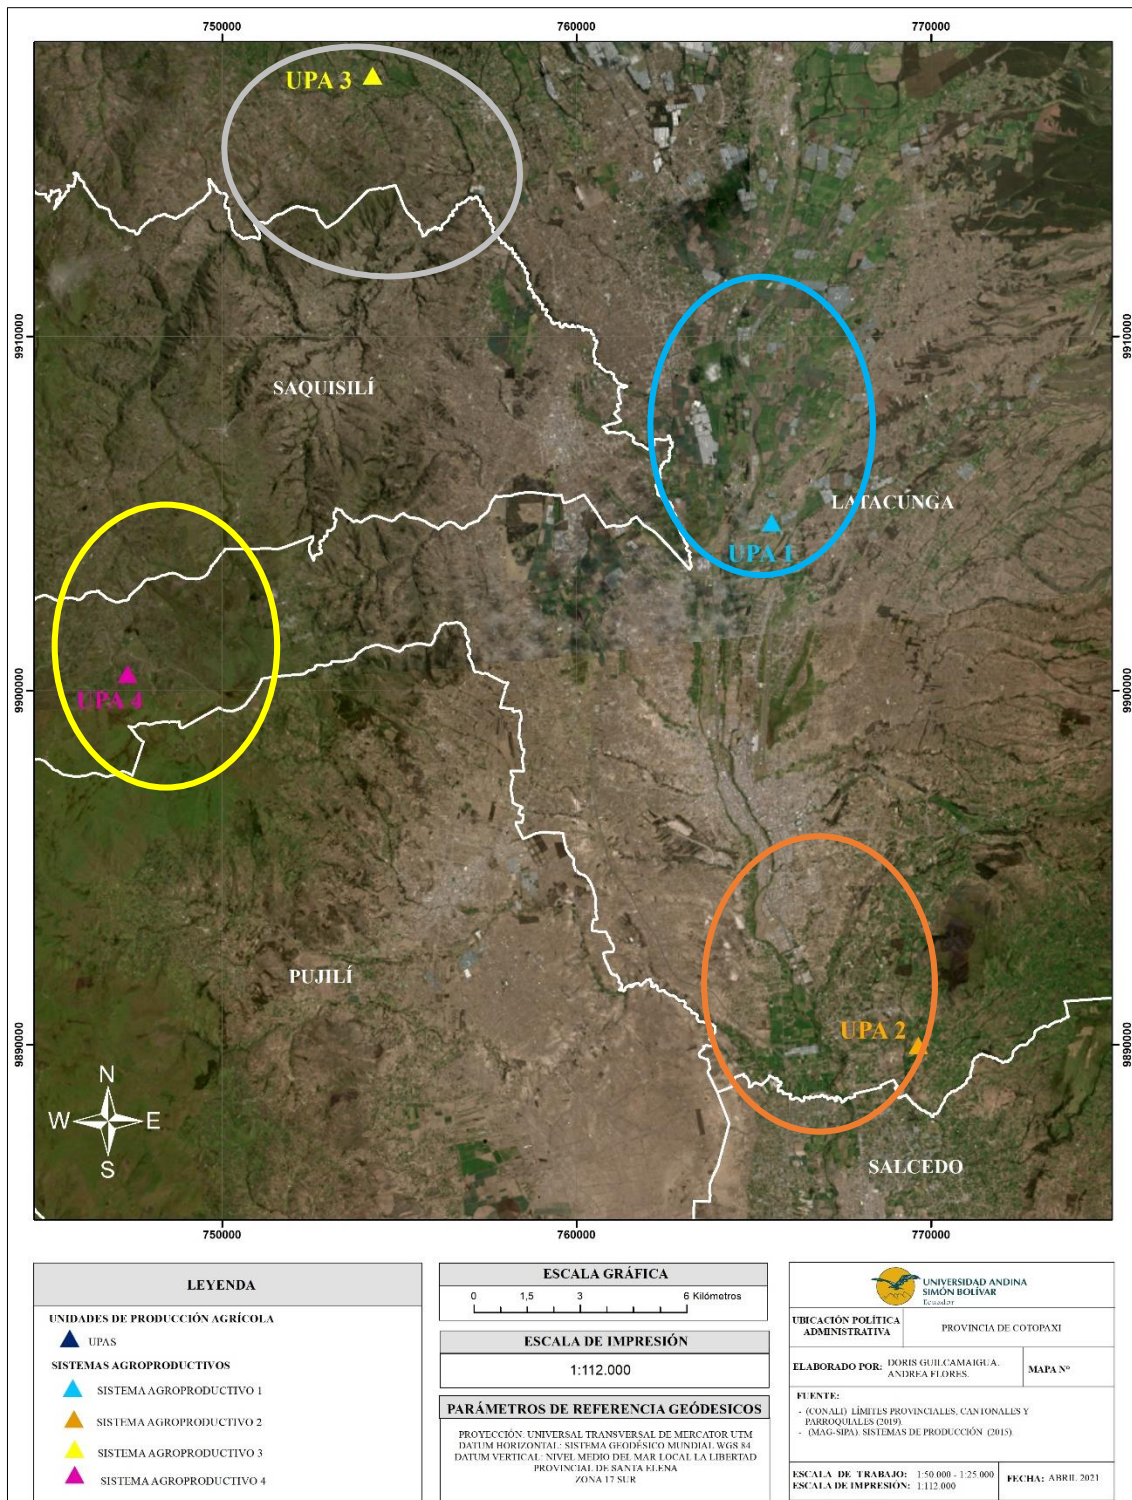 750000
760000
770000
UPA 3
9910000
9910000
SAQUISILÍ
LATACUNGA
UPA 1
UPA 4
9900000
9900000
PUJILÍ
UPA 2
9890000
9890000
N
W E
S
SALCEDO
750000
760000
770000
LEYENDA
UNIDADES DE PRODUCCIÓN AGRÍCOLA
UPAS
SISTEMAS AGROPRODUCTIVOS
SISTEMA AGROPRODUCTIVO 1
SISTEMA AGROPRODUCTIVO 2
SISTEMA AGROPRODUCTIVO 3
SISTEMA AGROPRODUCTIVO 4
ESCALA GRÁFICA
0 1,5 3 6 Kilómetros
ESCALA DE IMPRESIÓN
1:112.000
PARÁMETROS DE REFERENCIA GEÓDESICOS
PROYECCIÓN: UNIVERSAL TRANSVERSAL DE MERCATOR UTM
DATUM HORIZONTAL: SISTEMA GEODÉSICO MUNDIAL WGS 84
DATUM VERTICAL: NIVEL MEDIO DEL MAR LOCAL LA LIBERTAD
PROVINCIAL DE SANTA ELENA
ZONA 17 SUR
UNIVERSIDAD ANDINA
SIMÓN BOLÍVAR
Ecuador
UBICACIÓN POLÍTICA
ADMINISTRATIVA
PROVINCIA DE COTOPAXI
ELABORADO POR: DORIS GUILCAMAIGUA.
ANDREA FLORES.
MAPA N°
FUENTE:
- (CONALI) LÍMITES PROVINCIALES, CANTONALES Y
PARROQUIALES (2019).
- (MAG-SIPA). SISTEMAS DE PRODUCCIÓN (2015).
ESCALA DE TRABAJO: 1:50 000 - 1:25 000
ESCALA DE IMPRESIÓN: 1:112.000
FECHA: ABRIL 2021